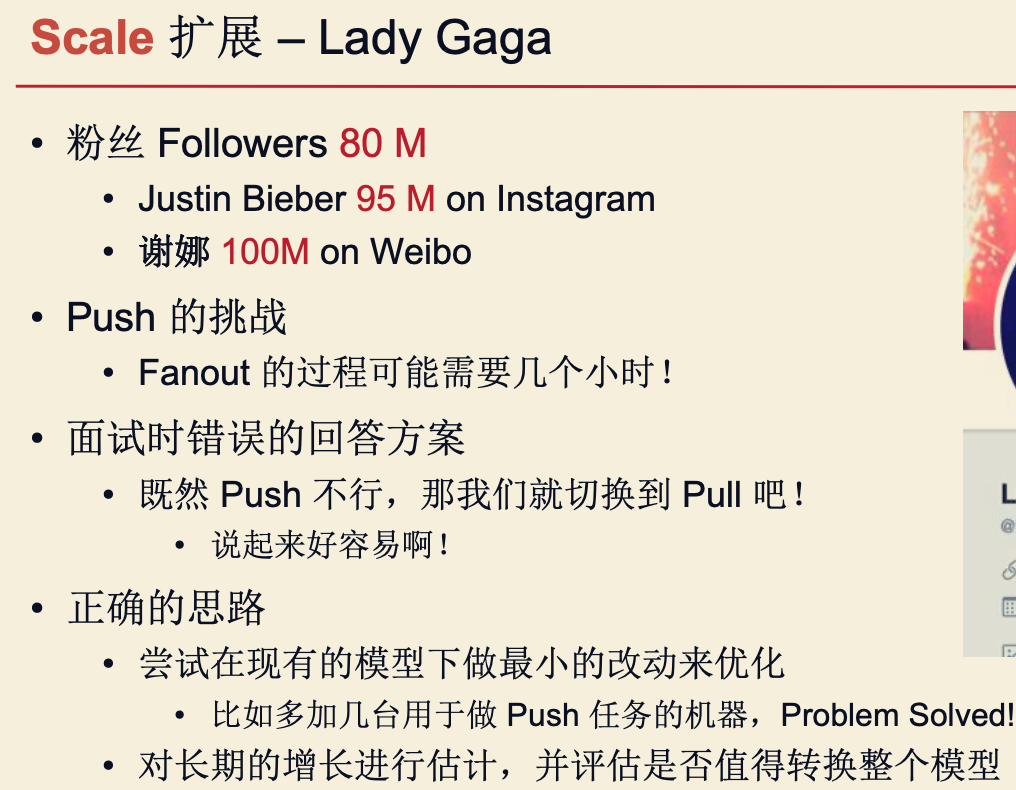 Scale 扩展 – Lady Gaga
• 粉丝 Followers 80 M
• Justin Bieber 95 M on Instagram
• 谢娜 100M on Weibo
• Push 的挑战
• Fanout 的过程可能需要几个小时！
• 面试时错误的回答方案
• 既然 Push 不行，那我们就切换到 Pull 吧！
• 说起来好容易啊！
• 正确的思路
• 尝试在现有的模型下做最小的改动来优化
• 比如多加几台用于做 Push 任务的机器，Problem Solved!
• 对长期的增长进行估计，并评估是否值得转换整个模型
L
@